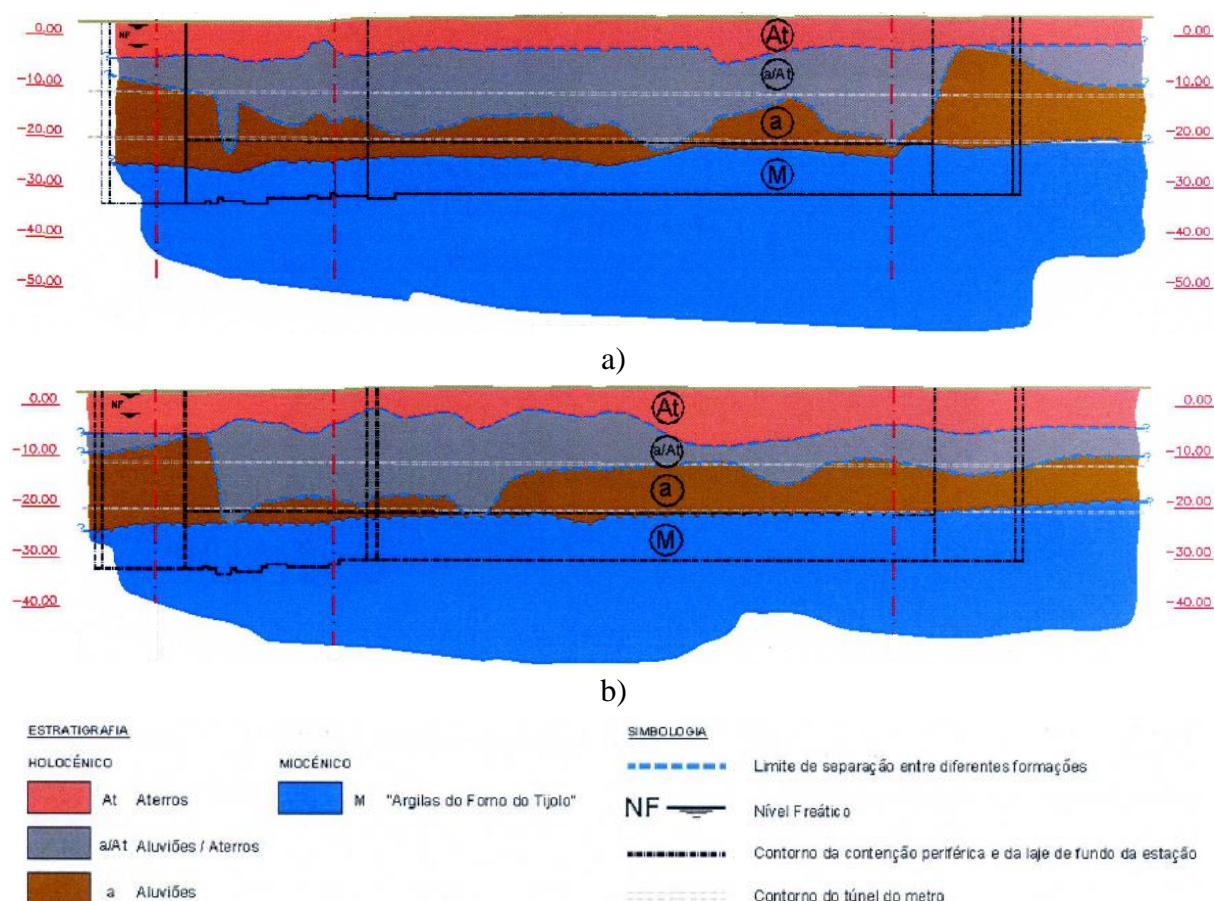 0.00 NF At 0.00
-10.00 a/At -10.00
-20.00 a -20.00
-30.00 M -30.00
-40.00 -40.00
-50.00 -50.00
a)
0.00 NF At 0.00
-10.00 a/At -10.00
-20.00 a -20.00
-30.00 M -30.00
-40.00 -40.00
b)
ESTRATIGRAFIA
HOLOCÉNICO
At Aterros
a/At Aluviões / Aterros
a Aluviões
MIOCÉNICO
M "Argilas do Forno do Tijolo"
SIMBOLOGIA
Limite de separação entre diferentes formações
NF Nível Freático
Contorno da contenção periférica e da laje de fundo da estação
Contorno do túnel do metro